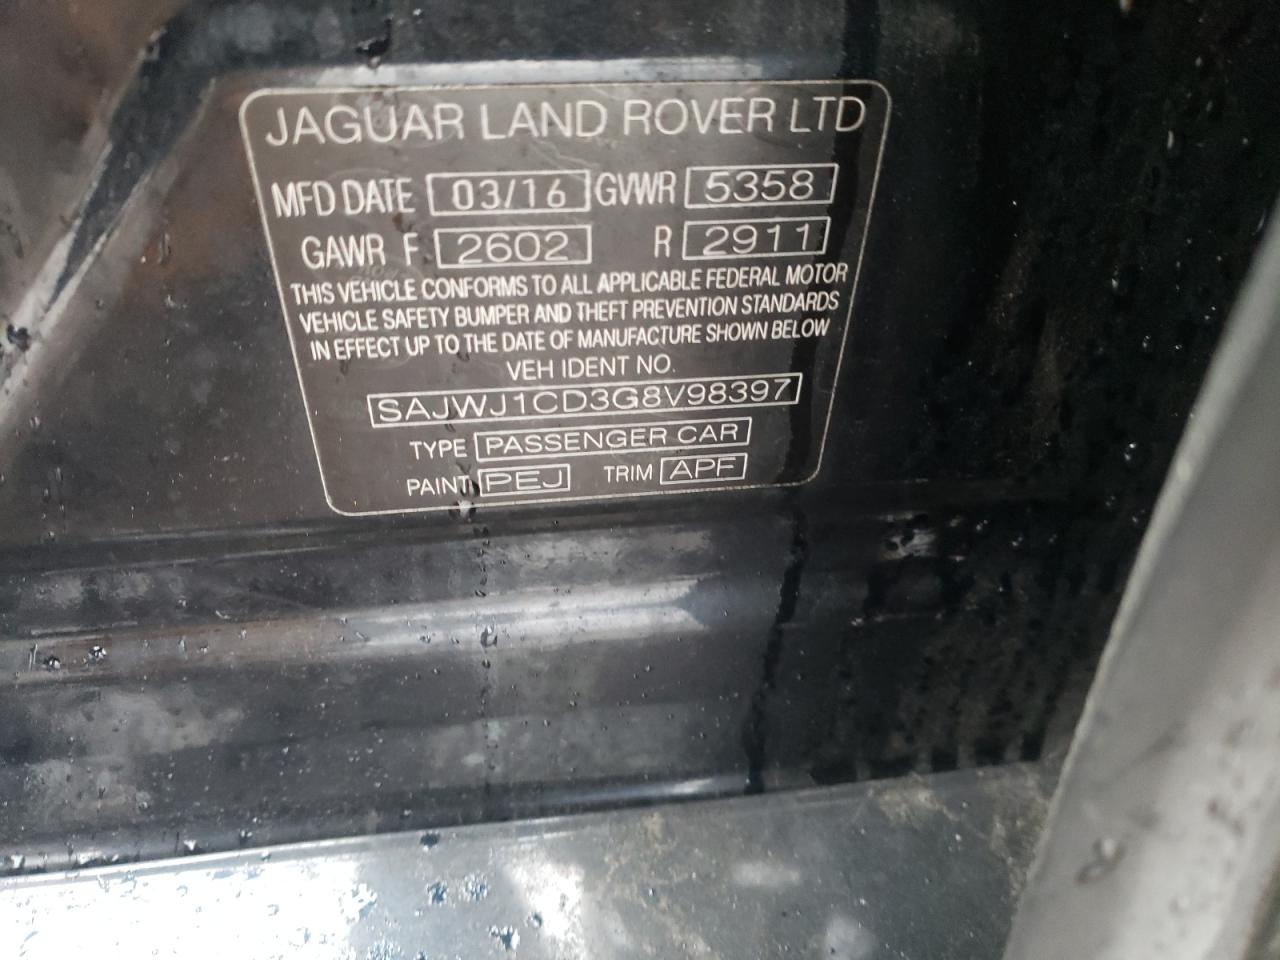 JAGUAR LAND ROVER LTD
MFD DATE 03/16 GVWR 5358
GAWR F 2602 R 2911
THIS VEHICLE CONFORMS TO ALL APPLICABLE FEDERAL MOTOR
VEHICLE SAFETY BUMPER AND THEFT PREVENTION STANDARDS
IN EFFECT UP TO THE DATE OF MANUFACTURE SHOWN BELOW
VEH IDENT NO.
SAJWJ1CD3G8V98397
TYPE PASSENGER CAR
PAINT PEJ TRIM APF